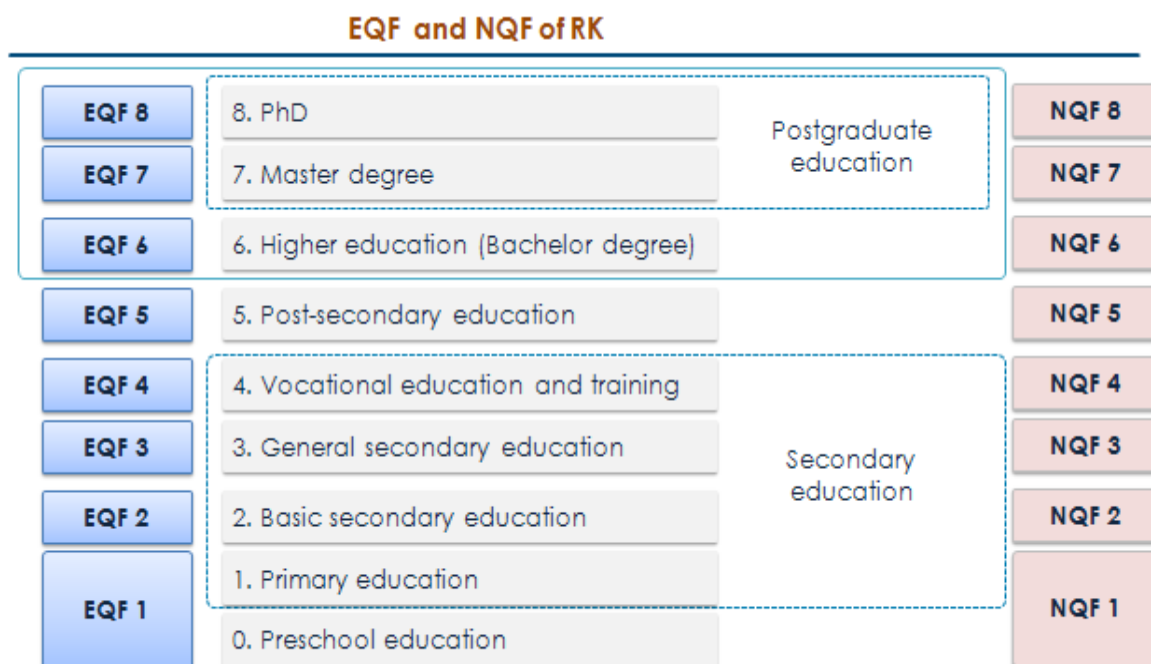 EQF and NQF of RK
EQF 8
8. PhD
Postgraduate
education
NQF 8
EQF 7
7. Master degree
NQF 7
EQF 6
6. Higher education (Bachelor degree)
NQF 6
EQF 5
5. Post-secondary education
NQF 5
EQF 4
4. Vocational education and training
NQF 4
EQF 3
3. General secondary education
Secondary
education
NQF 3
EQF 2
2. Basic secondary education
NQF 2
EQF 1
1. Primary education
0. Preschool education
NQF 1